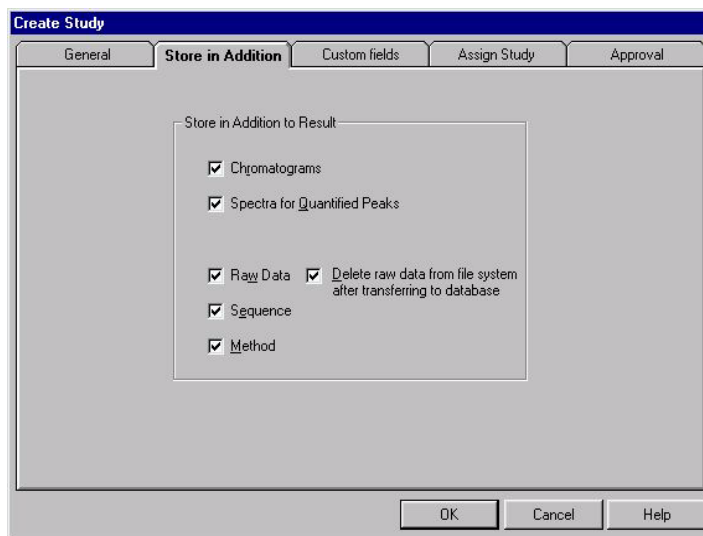 Create Study
General Store in Addition Custom fields Assign Study Approval
Store in Addition to Result
Chromatograms
Spectra for Quantified Peaks
Raw Data Delete raw data from file system
after transferring to database
Sequence
Method
OK Cancel Help